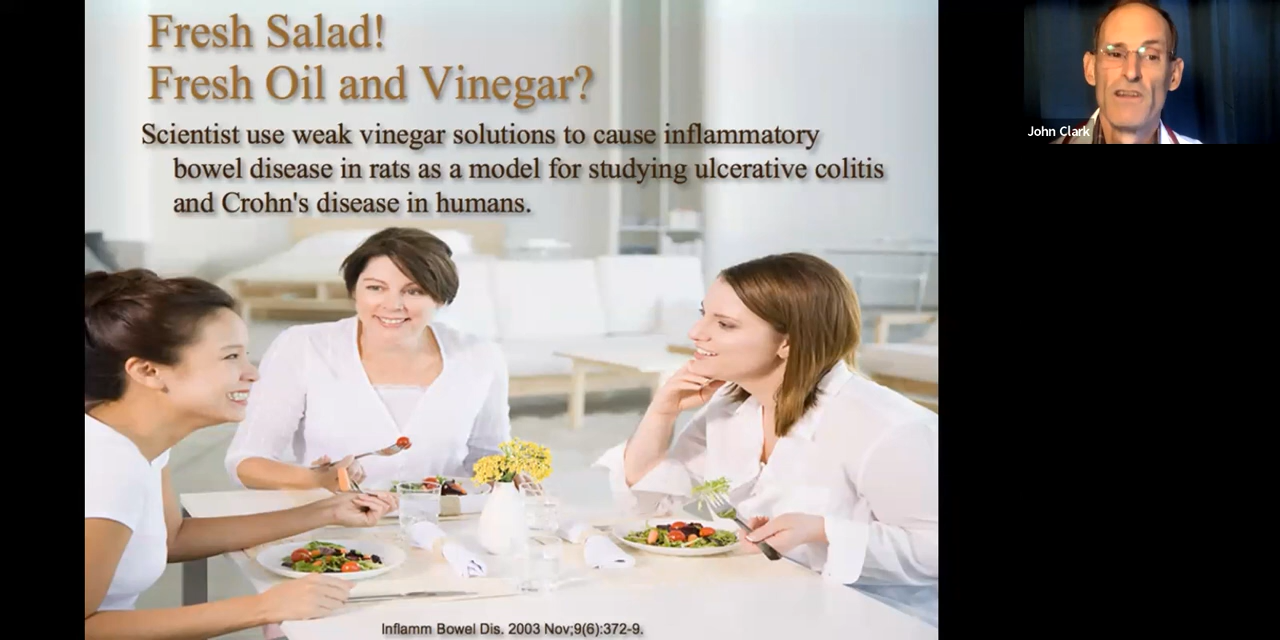 Fresh Salad!
Fresh Oil and Vinegar?
Scientist use weak vinegar solutions to cause inflammatory
bowel disease in rats as a model for studying ulcerative colitis
and Crohn's disease in humans.
Inflamm Bowel Dis. 2003 Nov;9(6):372-9.
John Clark